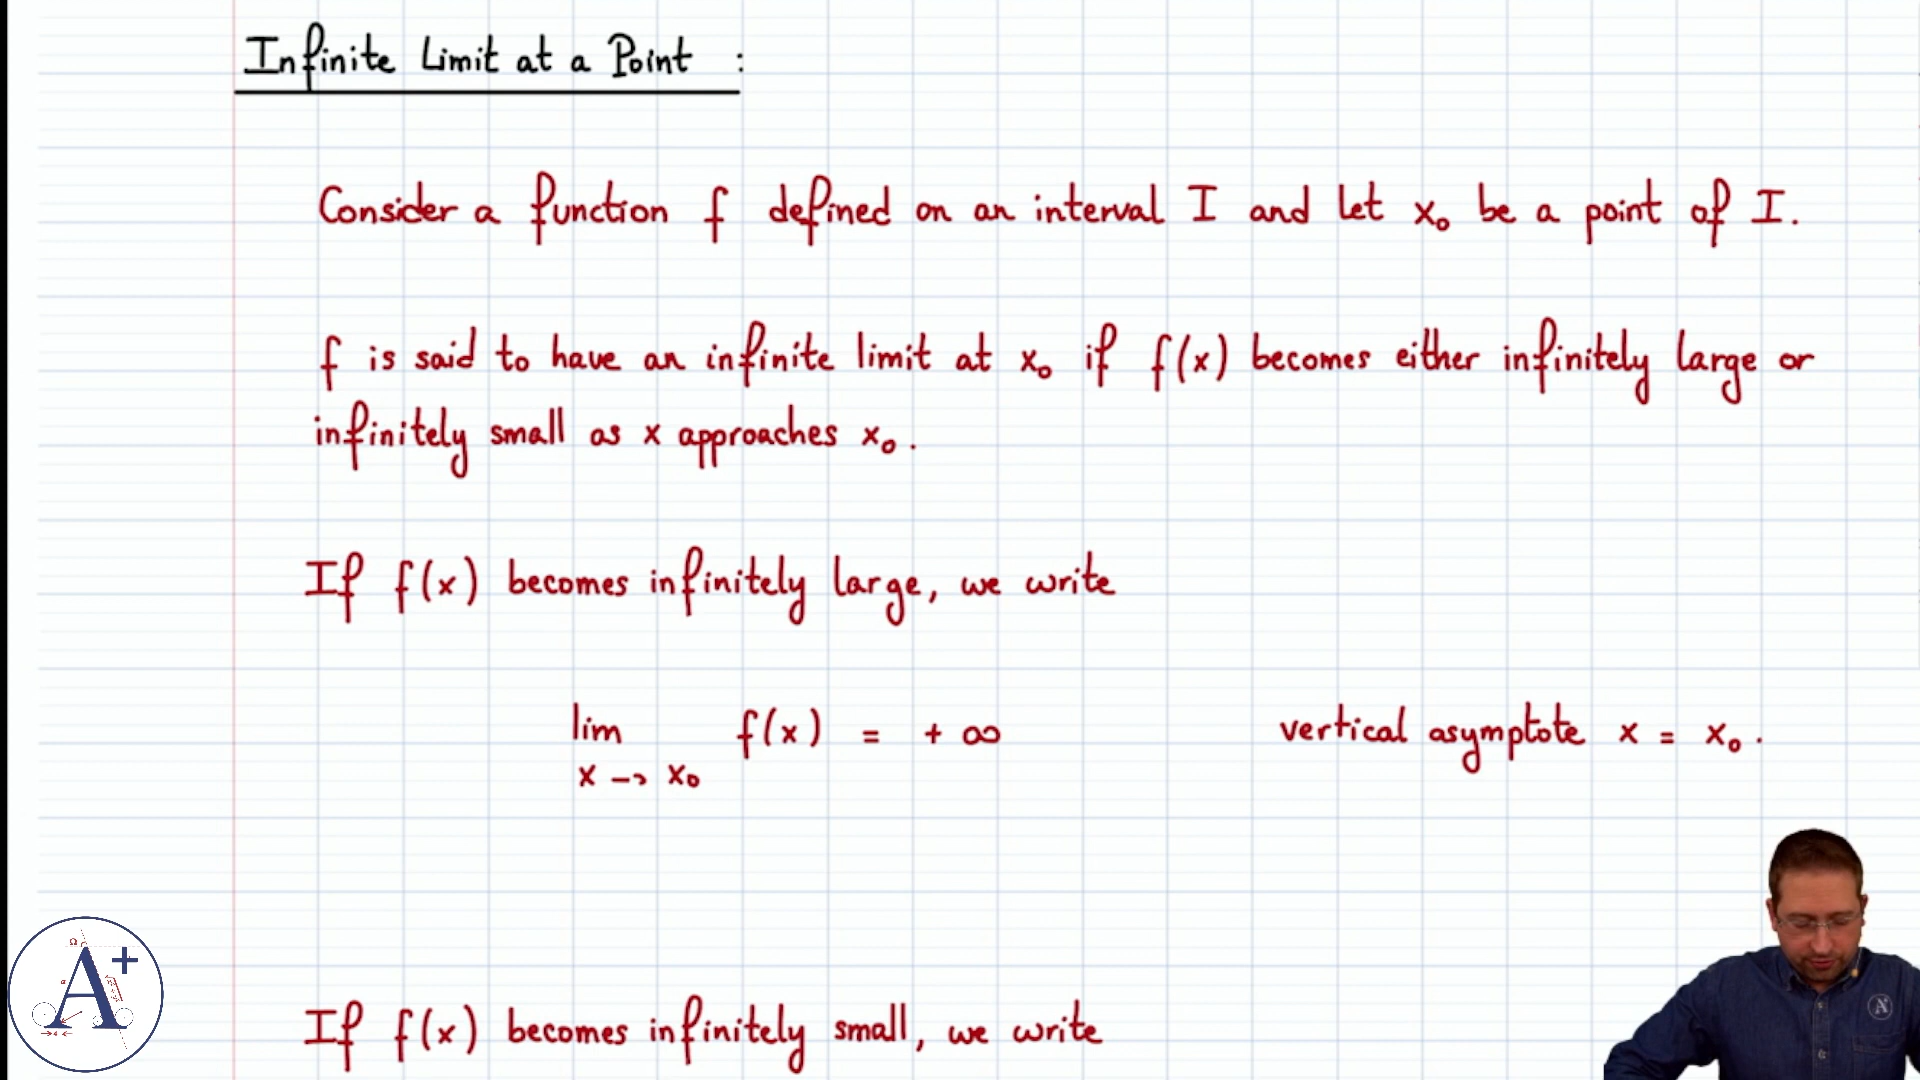 Infinite Limit at a Point :
Consider a function f defined on an interval I and let x₀ be a point of I.
f is said to have an infinite limit at x₀ if f(x) becomes either infinitely large or
infinitely small as x approaches x₀.
If f(x) becomes infinitely large, we write
lim f(x) = + ∞ vertical asymptote x = x₀.
x → x₀
If f(x) becomes infinitely small, we write
A+